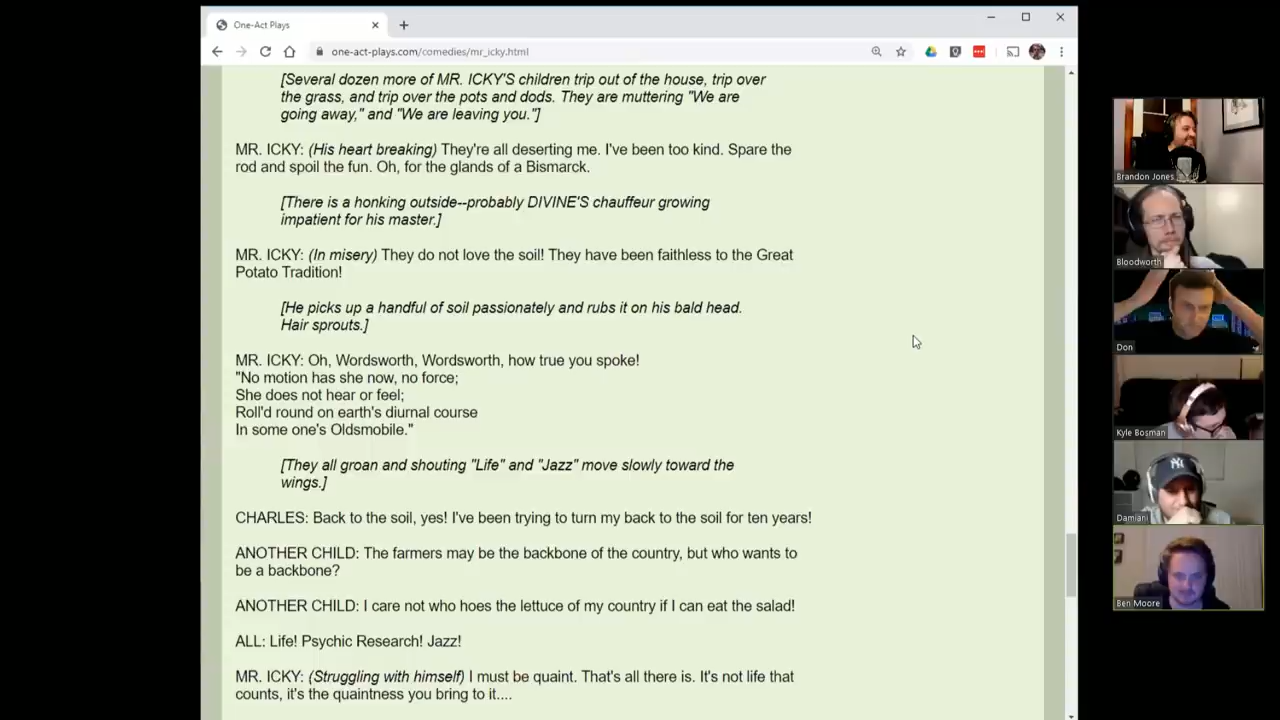 One-Act Plays
one-act-plays.com/comedies/mr_icky.html
[Several dozen more of MR. ICKY'S children trip out of the house, trip over
the grass, and trip over the pots and dods. They are muttering "We are
going away," and "We are leaving you."]
MR. ICKY: (His heart breaking) They're all deserting me. I've been too kind. Spare the
rod and spoil the fun. Oh, for the glands of a Bismarck.
[There is a honking outside--probably DIVINE'S chauffeur growing
impatient for his master.]
MR. ICKY: (In misery) They do not love the soil! They have been faithless to the Great
Potato Tradition!
[He picks up a handful of soil passionately and rubs it on his bald head.
Hair sprouts.]
MR. ICKY: Oh, Wordsworth, Wordsworth, how true you spoke!
"No motion has she now, no force;
She does not hear or feel;
Roll'd round on earth's diurnal course
In some one's Oldsmobile."
[They all groan and shouting "Life" and "Jazz" move slowly toward the
wings.]
CHARLES: Back to the soil, yes! I've been trying to turn my back to the soil for ten years!
ANOTHER CHILD: The farmers may be the backbone of the country, but who wants to
be a backbone?
ANOTHER CHILD: I care not who hoes the lettuce of my country if I can eat the salad!
ALL: Life! Psychic Research! Jazz!
MR. ICKY: (Struggling with himself) I must be quaint. That's all there is. It's not life that
counts, it's the quaintness you bring to it....
Brandon Jones
Bloodworth
Don
Kyle Bosman
Damiani
Ben Moore